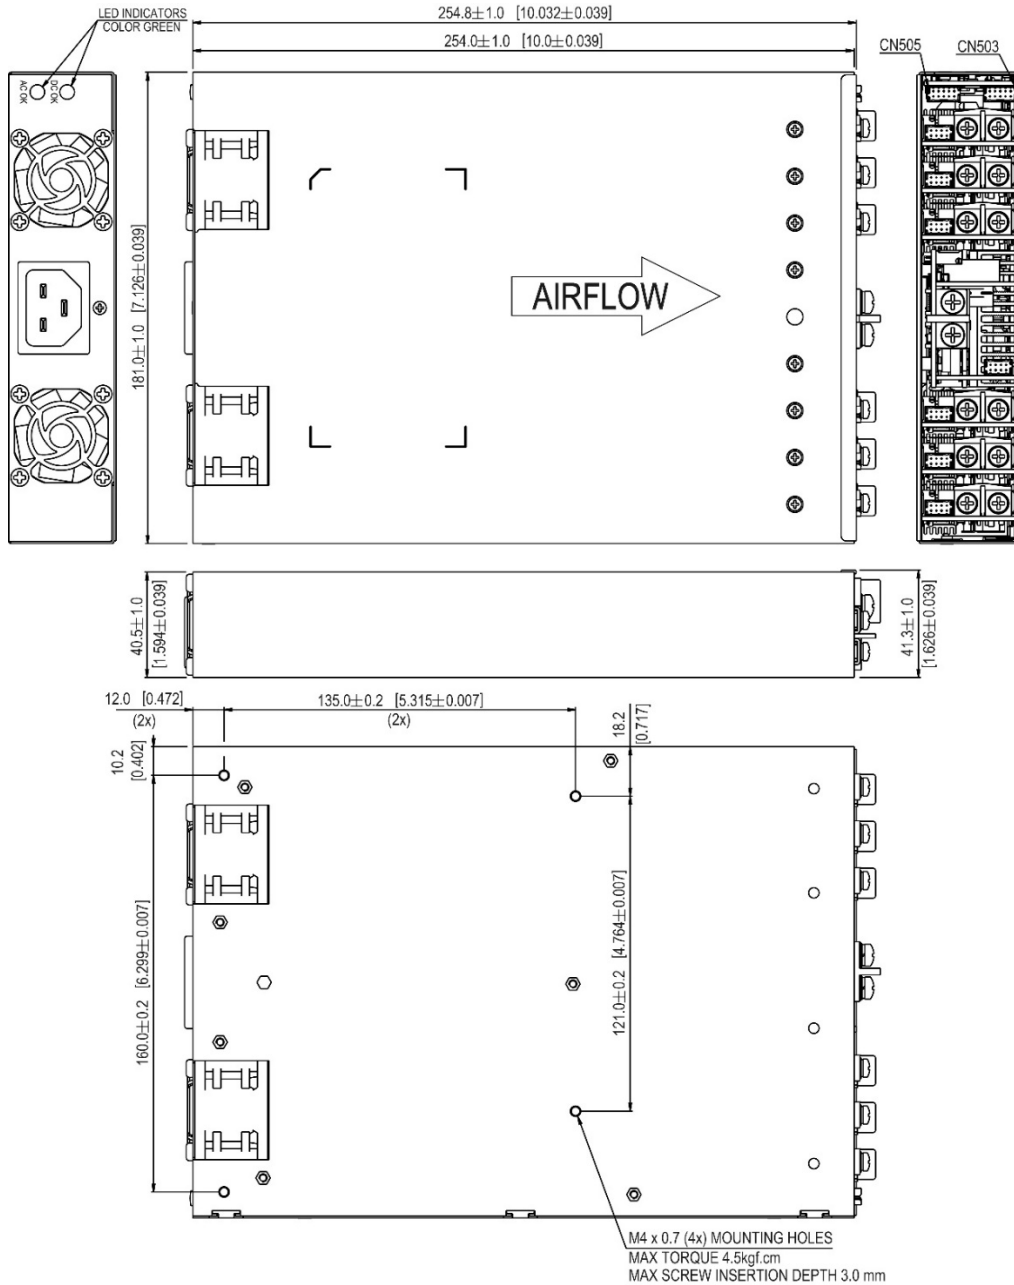 LED INDICATORS
COLOR GREEN
254.8±1.0 [10.032±0.039]
254.0±1.0 [10.0±0.039]
CN505
CN503
AC OK
DC OK
181.0±1.0 [7.126±0.039]
AIRFLOW
40.5±1.0
[1.594±0.039]
41.3±1.0
[1.626±0.039]
12.0 [0.472]
(2x)
135.0±0.2 [5.315±0.007]
(2x)
18.2
[0.717]
10.2
[0.402]
160.0±0.2 [6.299±0.007]
121.0±0.2 [4.764±0.007]
M4 x 0.7 (4x) MOUNTING HOLES
MAX TORQUE 4.5kgf.cm
MAX SCREW INSERTION DEPTH 3.0 mm